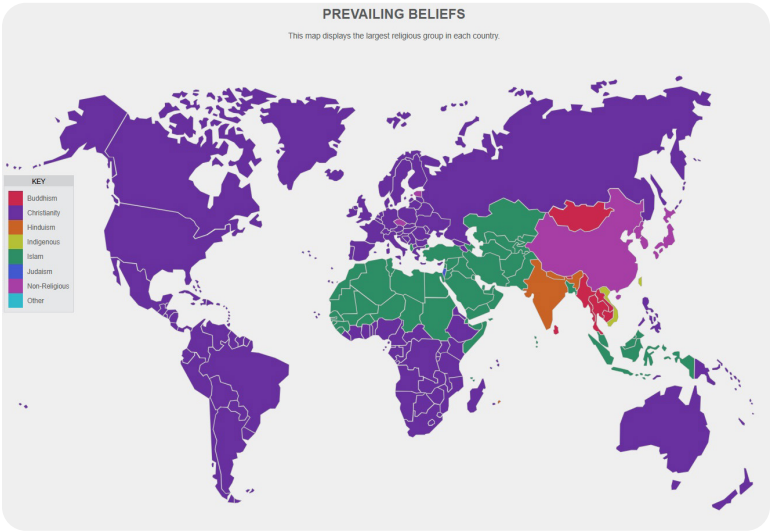 PREVAILING BELIEFS
This map displays the largest religious group in each country.
KEY
Buddhism
Christianity
Hinduism
Indigenous
Islam
Judaism
Non-Religious
Other